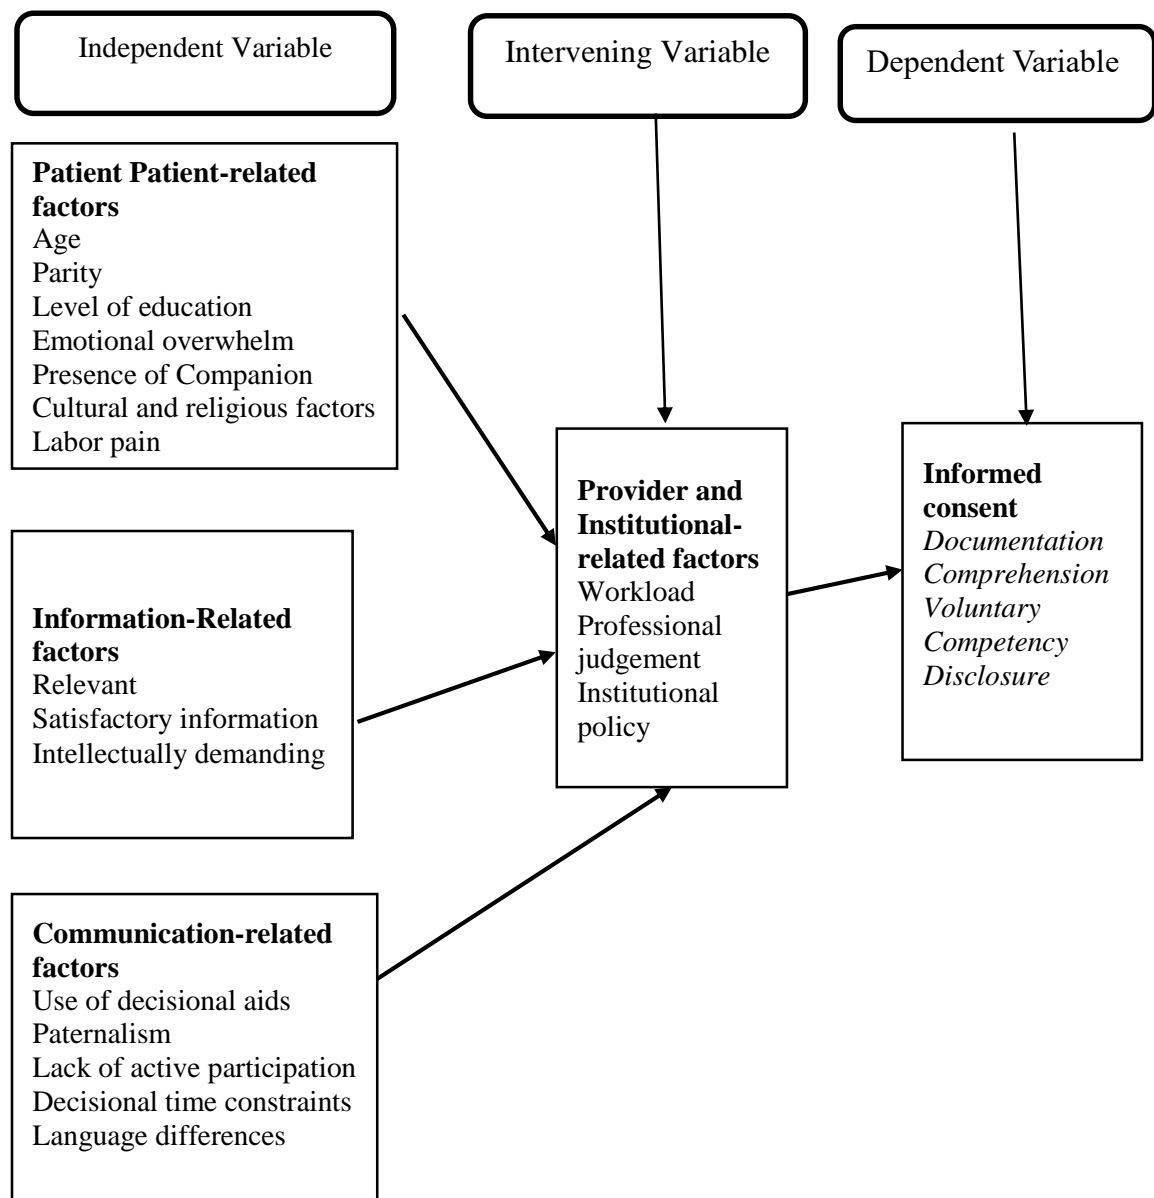 Independent Variable
Intervening Variable
Dependent Variable
Patient Patient-related
factors
Age
Parity
Level of education
Emotional overwhelm
Presence of Companion
Cultural and religious factors
Labor pain
Information-Related
factors
Relevant
Satisfactory information
Intellectually demanding
Communication-related
factors
Use of decisional aids
Paternalism
Lack of active participation
Decisional time constraints
Language differences
Provider and
Institutional-
related factors
Workload
Professional
judgement
Institutional
policy
Informed
consent
Documentation
Comprehension
Voluntary
Competency
Disclosure